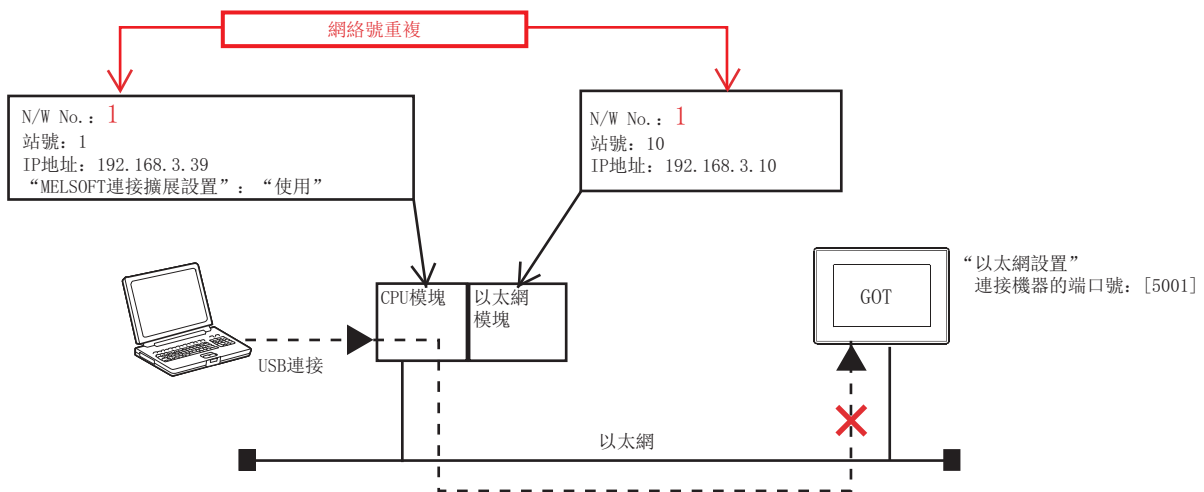 網絡號重複
N/W No.: 1
站號: 1
IP地址: 192.168.3.39
“MELSOFT連接擴展設置”: “使用”
N/W No.: 1
站號: 10
IP地址: 192.168.3.10
CPU模塊
以太網
模塊
GOT
“以太網設置”
連接機器的端口號: [5001]
USB連接
以太網